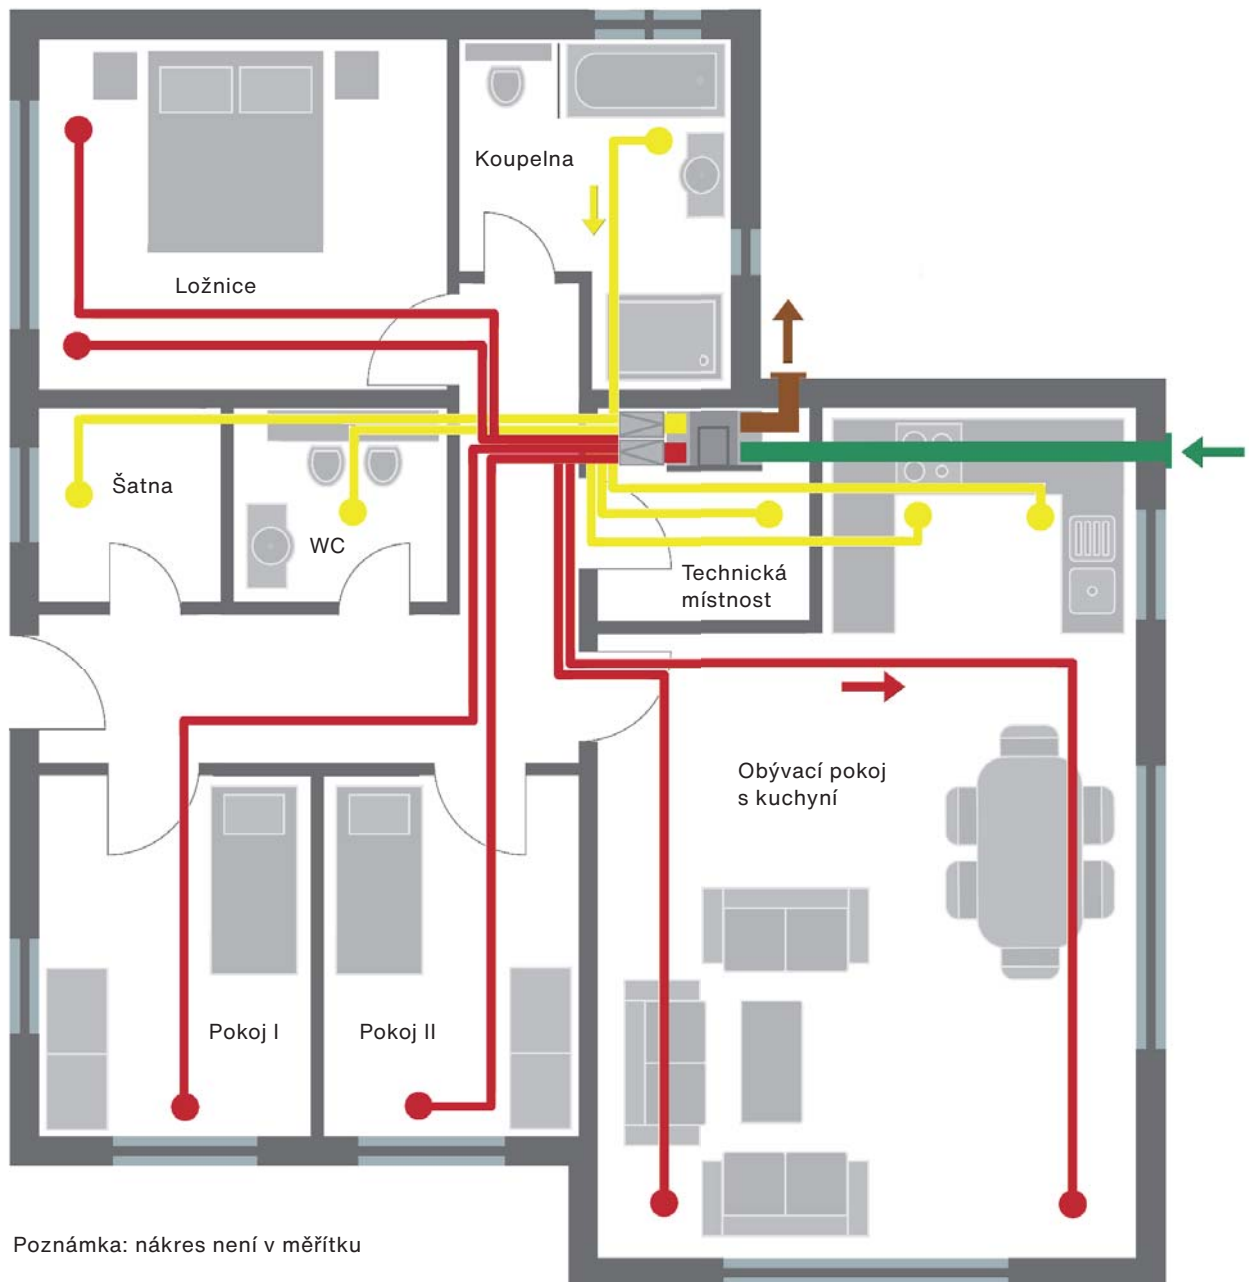 Koupelna
Ložnice
Šatna
WC
Technická
místnost
Obývací pokoj
s kuchyní
Pokoj I
Pokoj II
Poznámka: nákres není v měřítku